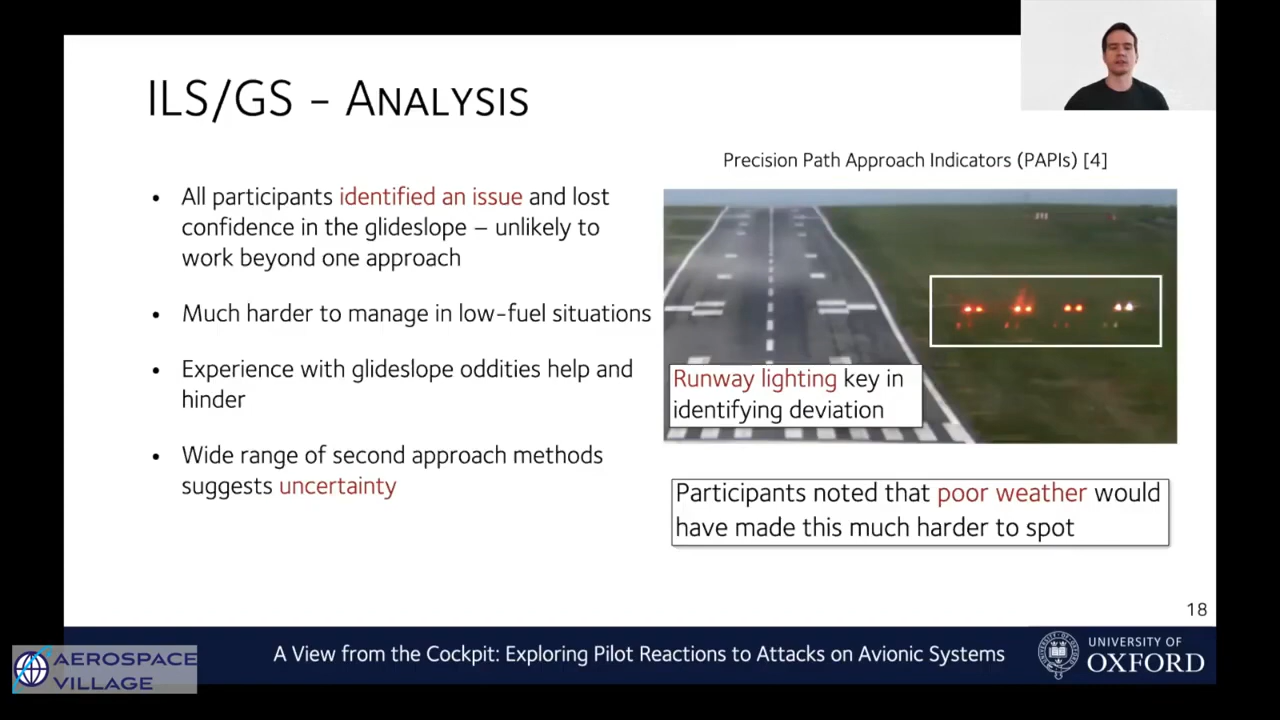 ILS/GS – ANALYSIS
• All participants identified an issue and lost
confidence in the glideslope – unlikely to
work beyond one approach
• Much harder to manage in low-fuel situations
• Experience with glideslope oddities help and
hinder
• Wide range of second approach methods
suggests uncertainty
Precision Path Approach Indicators (PAPIs) [4]
Runway lighting key in
identifying deviation
Participants noted that poor weather would
have made this much harder to spot
18
AEROSPACE
VILLAGE
A View from the Cockpit: Exploring Pilot Reactions to Attacks on Avionic Systems
UNIVERSITY OF
OXFORD